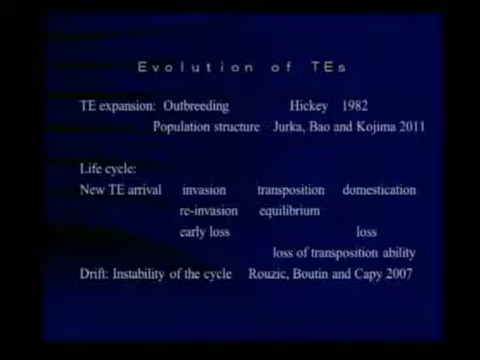 Evolution of TEs
TE expansion: Outbreeding Hickey 1982
Population structure Jurka, Bao and Kojima 2011
Life cycle:
New TE arrival invasion transposition domestication
re-invasion equilibrium
early loss loss
loss of transposition ability
Drift: Instability of the cycle Rouzic, Boutin and Capy 2007